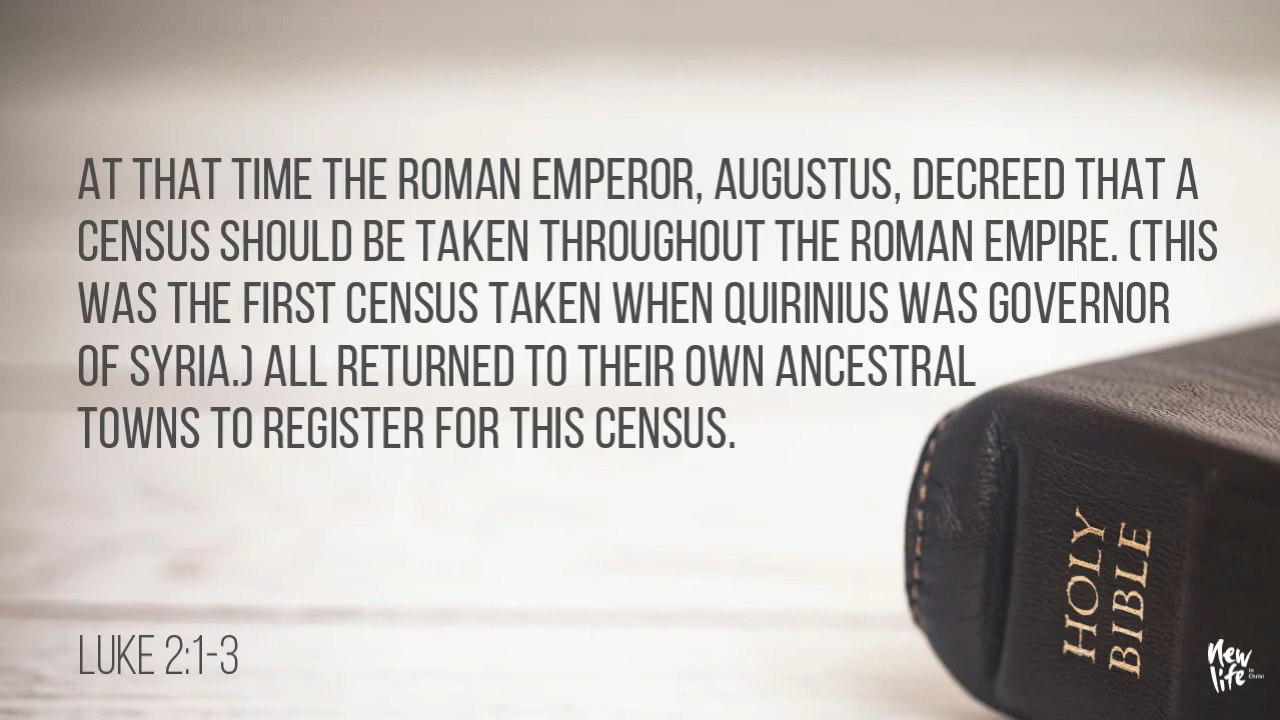 AT THAT TIME THE ROMAN EMPEROR, AUGUSTUS, DECREED THAT A
CENSUS SHOULD BE TAKEN THROUGHOUT THE ROMAN EMPIRE. (THIS
WAS THE FIRST CENSUS TAKEN WHEN QUIRINIUS WAS GOVERNOR
OF SYRIA.) ALL RETURNED TO THEIR OWN ANCESTRAL
TOWNS TO REGISTER FOR THIS CENSUS.
LUKE 2:1-3
HOLY
BIBLE
New
life in Christ